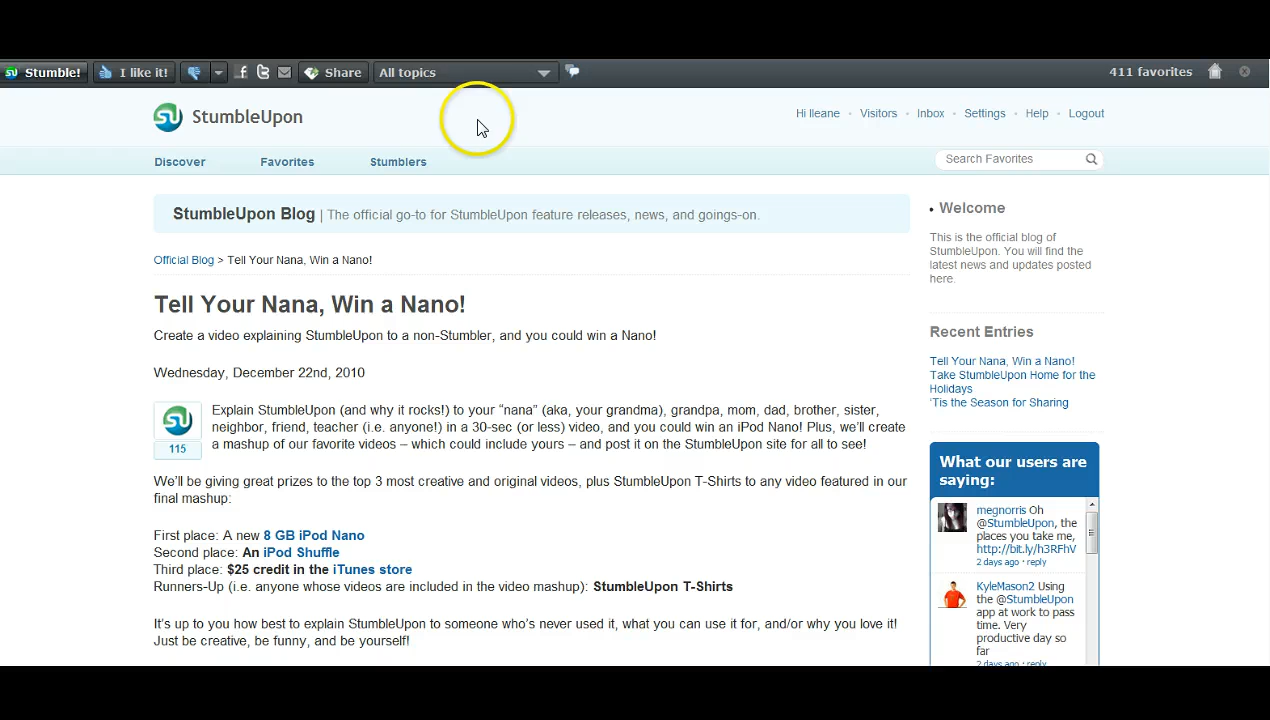 Stumble! I like it! Share All topics 411 favorites
StumbleUpon
Hi Ileane Visitors Inbox Settings Help Logout
Discover Favorites Stumblers
Search Favorites
StumbleUpon Blog | The official go-to for StumbleUpon feature releases, news, and goings-on.
Official Blog > Tell Your Nana, Win a Nano!
Tell Your Nana, Win a Nano!
Create a video explaining StumbleUpon to a non-Stumbler, and you could win a Nano!
Wednesday, December 22nd, 2010
115
Explain StumbleUpon (and why it rocks!) to your “nana” (aka, your grandma), grandpa, mom, dad, brother, sister,
neighbor, friend, teacher (i.e. anyone!) in a 30-sec (or less) video, and you could win an iPod Nano! Plus, we’ll create
a mashup of our favorite videos – which could include yours – and post it on the StumbleUpon site for all to see!
We’ll be giving great prizes to the top 3 most creative and original videos, plus StumbleUpon T-Shirts to any video featured in our
final mashup:
First place: A new 8 GB iPod Nano
Second place: An iPod Shuffle
Third place: $25 credit in the iTunes store
Runners-Up (i.e. anyone whose videos are included in the video mashup): StumbleUpon T-Shirts
It’s up to you how best to explain StumbleUpon to someone who’s never used it, what you can use it for, and/or why you love it!
Just be creative, be funny, and be yourself!
Welcome
This is the official blog of
StumbleUpon. You will find the
latest news and updates posted
here.
Recent Entries
Tell Your Nana, Win a Nano!
Take StumbleUpon Home for the
Holidays
‘Tis the Season for Sharing
What our users are
saying:
megnorris Oh
@StumbleUpon, the
places you take me,
http://bit.ly/h3RFhV
2 days ago · reply
KyleMason2 Using
the @StumbleUpon
app at work to pass
time. Very
productive day so
far
2 days ago · reply